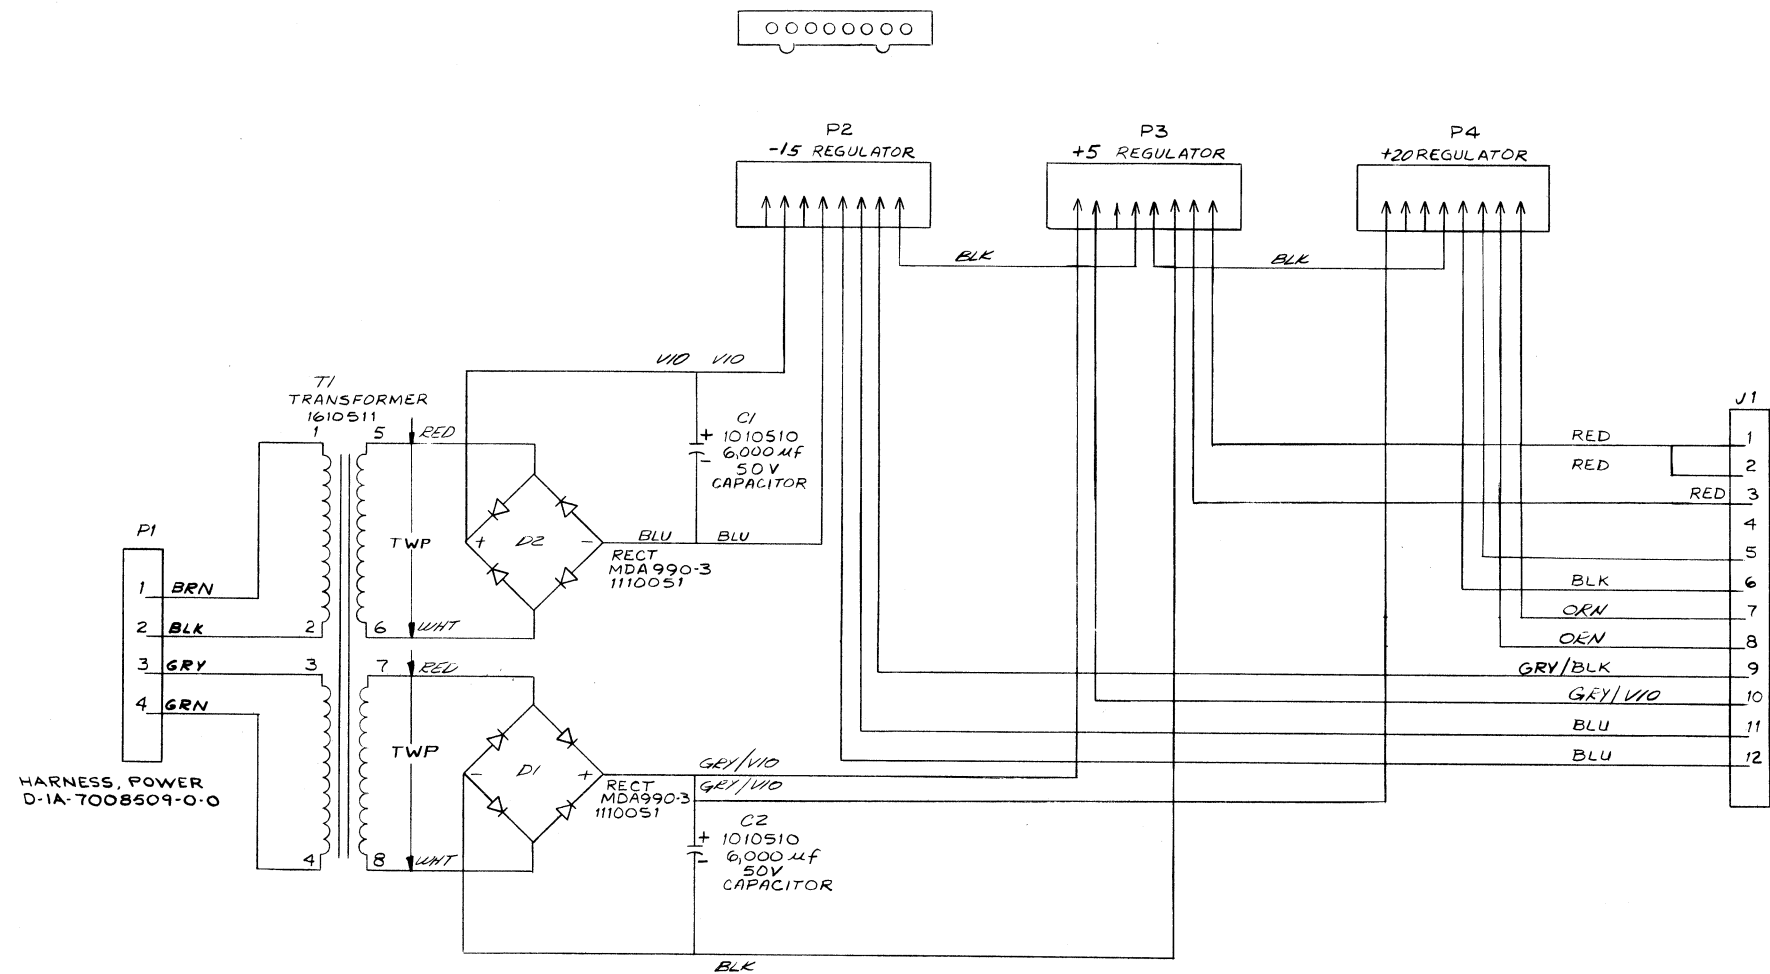 P2
-15 REGULATOR
P3
+5 REGULATOR
P4
+20 REGULATOR
BLK
BLK
VIO VIO
T1
TRANSFORMER
1610511
1
5
RED
C1
+ 1010510
6,000 µf
- 50V
CAPACITOR
J1
RED
1
RED
2
RED
3
4
5
BLK
6
ORN
7
ORN
8
GRY/BLK
9
GRY/VIO
10
BLU
11
BLU
12
P1
TWP
+ D2 -
BLU BLU
RECT
MDA990-3
1110051
1 BRN
2 BLK
2
6
WHT
3 GRY
3
7
RED
4 GRN
TWP
- D1 +
GRY/VIO
GRY/VIO
RECT
MDA990-3
1110051
HARNESS, POWER
D-IA-7008509-0-0
C2
+ 1010510
- 6,000 µf
50V
CAPACITOR
4
8
WHT
BLK